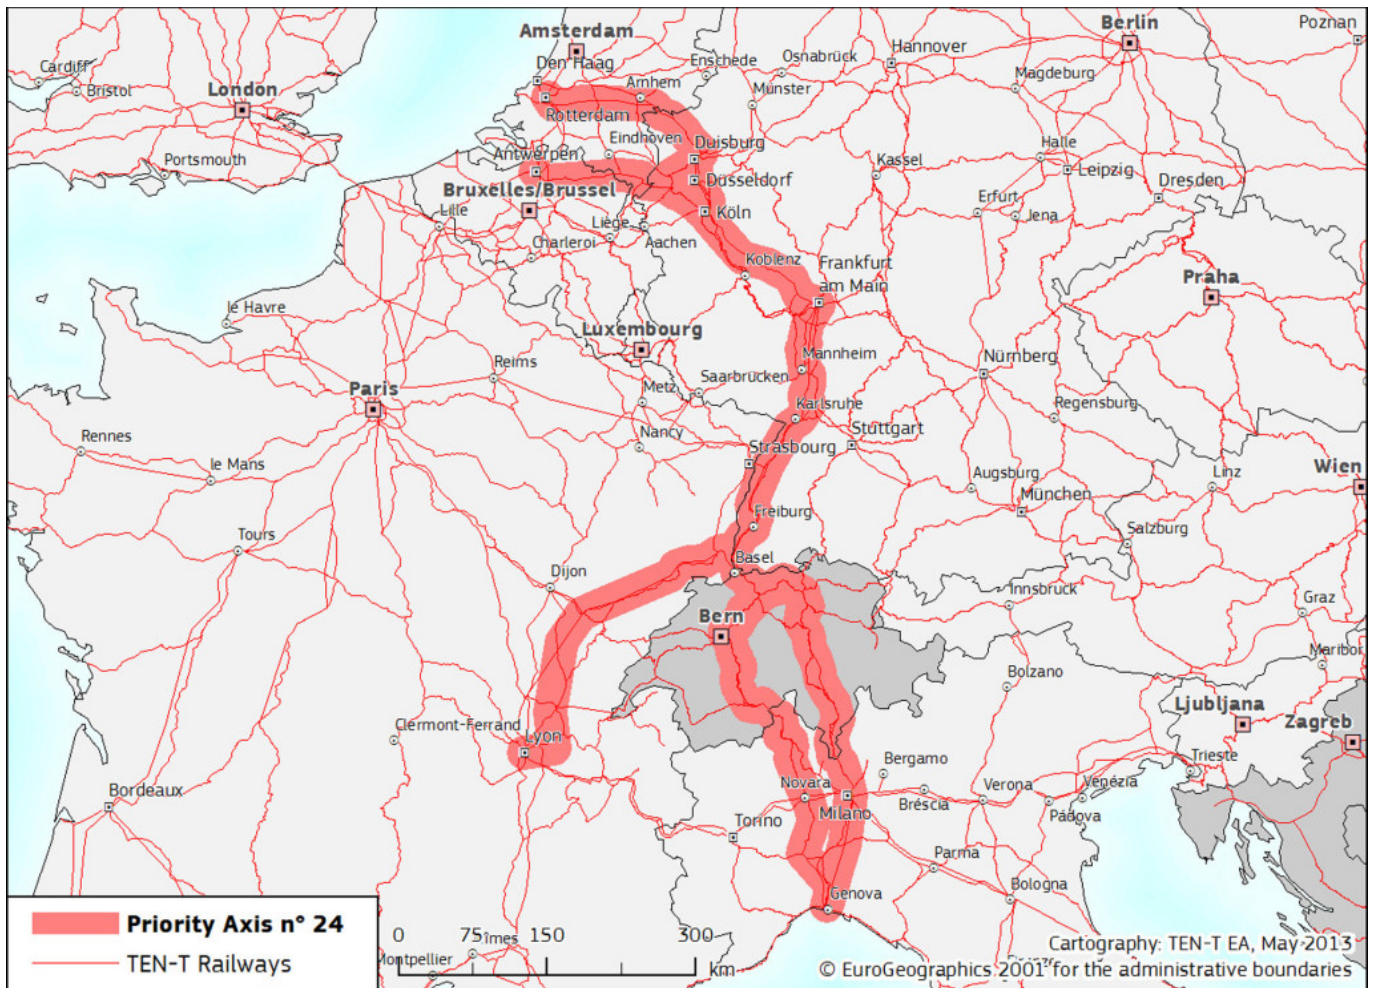 Amsterdam
Berlin
Poznan
Hannover
Den Haag
Osnabrück
Enschede
Cardiff
Bristol
London
Arnhem
Münster
Magdeburg
Rotterdam
Eindhoven
Duisburg
Halle
Portsmouth
Antwerpen
Kassel
Leipzig
Düsseldorf
Dresden
Bruxelles/Brussel
Erfurt
Jena
Lille
Liège
Köln
Charleroi
Aachen
Koblenz
Frankfurt
am Main
Praha
le Havre
Luxembourg
Mannheim
Nürnberg
Reims
Saarbrücken
Paris
Metz
Karlsruhe
Regensburg
Rennes
Nancy
Stuttgart
Strasbourg
le Mans
Augsburg
Linz
Wien
München
Freiburg
Salzburg
Tours
Basel
Dijon
Innsbruck
Graz
Bern
Maribor
Bolzano
Ljubljana
Zagreb
Clermont-Ferrand
Lyon
Trieste
Bergamo
Bordeaux
Novara
Verona
Venézia
Bréscia
Pádova
Milano
Torino
Parma
Bologna
Genova
Priority Axis n° 24
TEN-T Railways
0 75 150 300
km
îmes
Montpellier
Cartography: TEN-T EA, May 2013
© EuroGeographics 2001 for the administrative boundaries